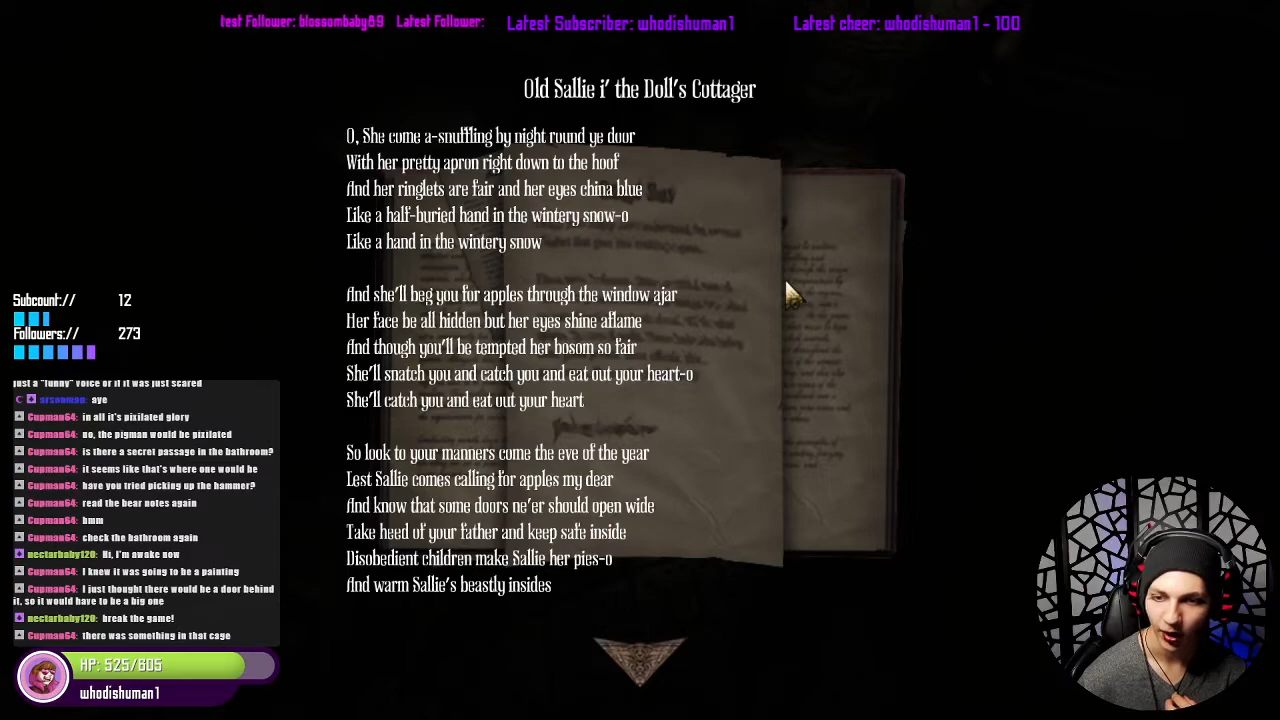 test Follower: blossombaby89 Latest Follower:
Latest Subscriber: whodishuman1
Latest cheer: whodishuman1 - 100
Old Sallie i' the Doll's Cottager
O, She come a-snuffling by night round ye door
With her pretty apron right down to the hoof
And her ringlets are fair and her eyes china blue
Like a half-buried hand in the wintery snow-o
Like a hand in the wintery snow
And she'll beg you for apples through the window ajar
Her face be all hidden but her eyes shine aflame
And though you'll be tempted her bosom so fair
She'll snatch you and catch you and eat out your heart-o
She'll catch you and eat out your heart
So look to your manners come the eve of the year
Lest Sallie comes calling for apples my dear
And know that some doors ne'er should open wide
Take heed of your father and keep safe inside
Disobedient children make Sallie her pies-o
And warm Sallie's beastly insides
Subcount// 12
Followers:// 273
just a "funny" voice or if it was just scared
aye
Cupman64: in all it's pixilated glory
Cupman64: no, the pigman would be pixilated
Cupman64: is there a secret passage in the bathroom?
Cupman64: it seems like that's where one would be
Cupman64: have you tried picking up the hammer?
Cupman64: read the bear notes again
Cupman64: hmm
Cupman64: check the bathroom again
nectarbaby120: Hi, I'm awake now
Cupman64: I knew it was going to be a painting
Cupman64: I just thought there would be a door behind
it, so it would have to be a big one
nectarbaby120: break the game!
Cupman64: there was something in that cage
HP: 525/605
whodishuman1